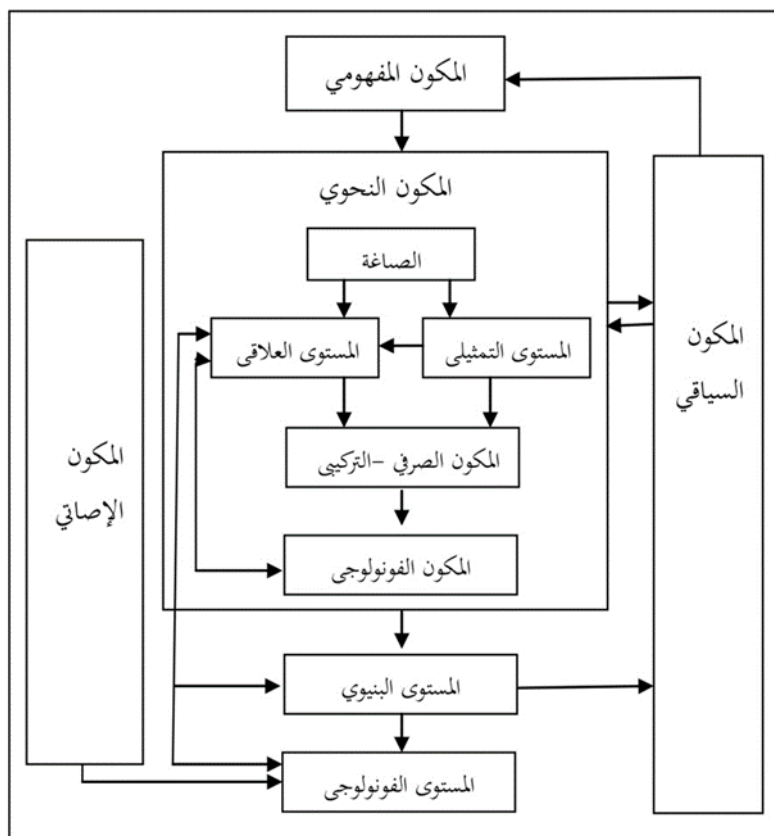 المكون المفهومي
المكون النحوي
الصياغة
المستوى العلاقي
المستوى التمثيلي
المكون
السياقي
المكون الصرفي -التركيبي
المكون
الإصاتي
المكون الفونولوجي
المستوى البنيوي
المستوى الفونولوجي